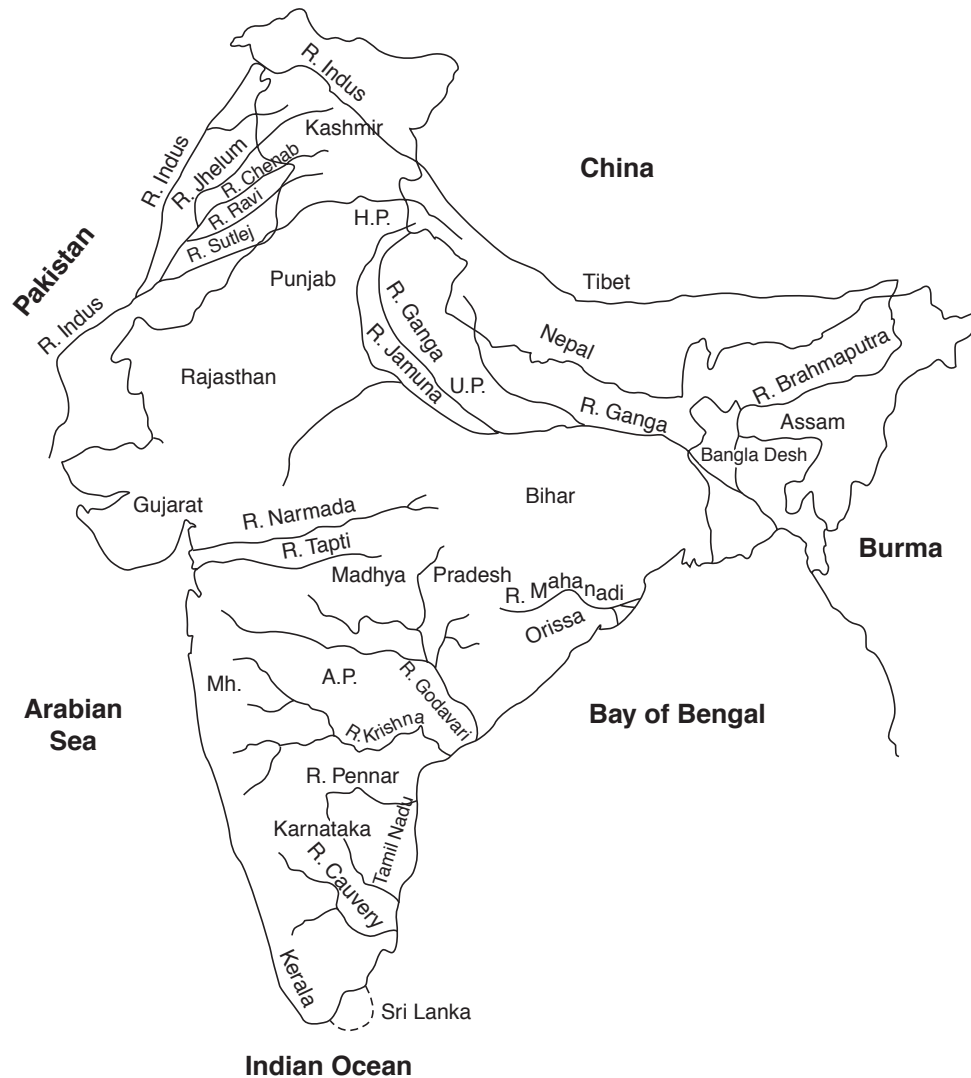 R. Indus
Kashmir
R. Indus
R. Jhelum
R. Chenab
R. Ravi
R. Sutlej
China
H.P.
Pakistan
Punjab
Tibet
R. Indus
R. Ganga
R. Jamuna
Nepal
R. Brahmaputra
Rajasthan
U.P.
R. Ganga
Assam
Bangla Desh
Gujarat
Bihar
R. Narmada
R. Tapti
Burma
Madhya Pradesh
R. Mahanadi
Orissa
Mh.
A.P.
R. Godavari
Arabian
Sea
Bay of Bengal
R. Krishna
R. Pennar
Karnataka
Tamil Nadu
R. Cauvery
Kerala
Sri Lanka
Indian Ocean